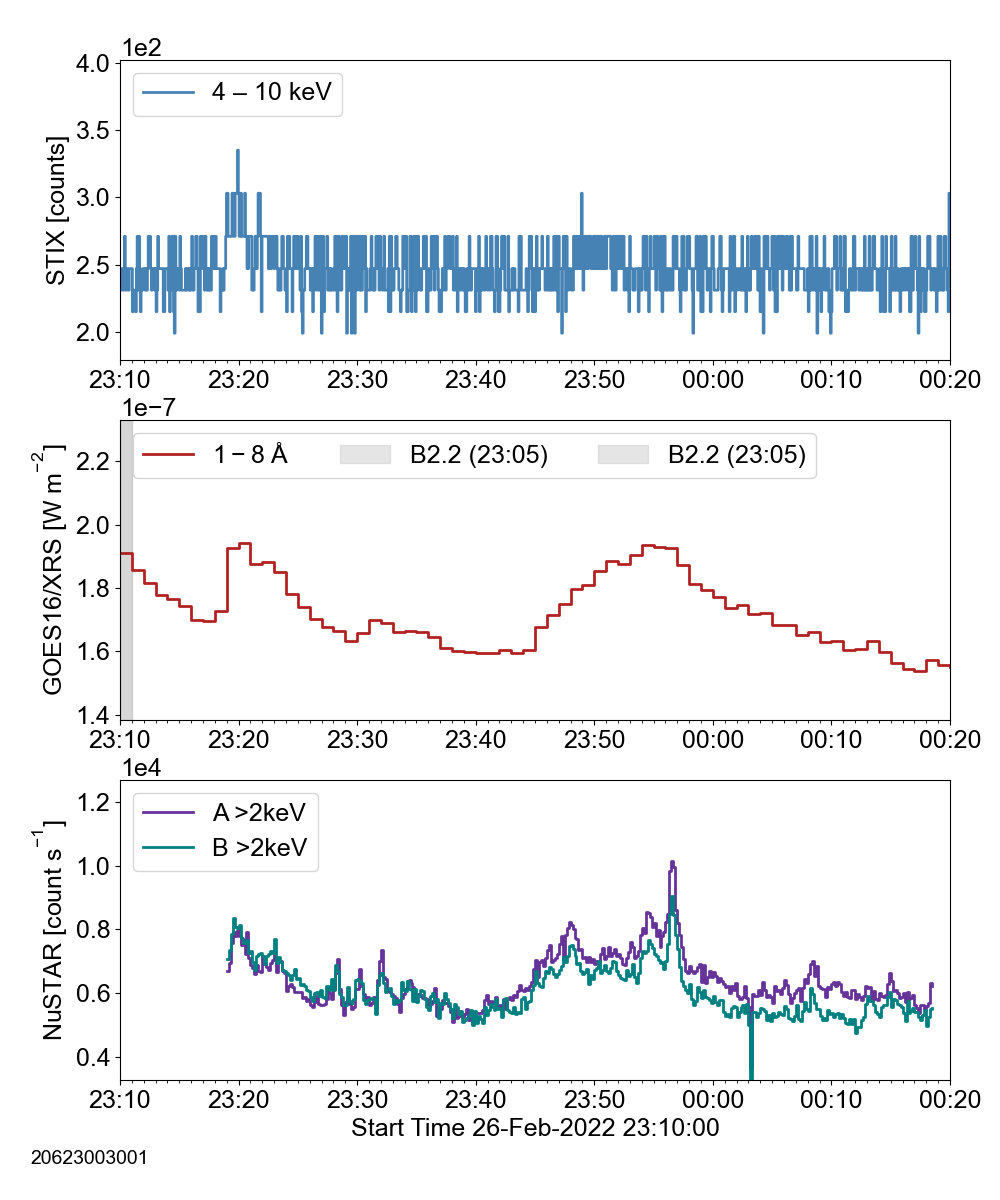 1e2
4.0
3.5
3.0
2.5
2.0
STIX [counts]
4 – 10 keV
23:10 23:20 23:30 23:40 23:50 00:00 00:10 00:20
1e−7
2.2
2.0
1.8
1.6
1.4
GOES16/XRS [W m−2]
1 – 8 Å B2.2 (23:05) B2.2 (23:05)
23:10 23:20 23:30 23:40 23:50 00:00 00:10 00:20
1e4
1.2
1.0
0.8
0.6
0.4
NuSTAR [count s−1]
A >2keV
B >2keV
23:10 23:20 23:30 23:40 23:50 00:00 00:10 00:20
Start Time 26-Feb-2022 23:10:00
20623003001